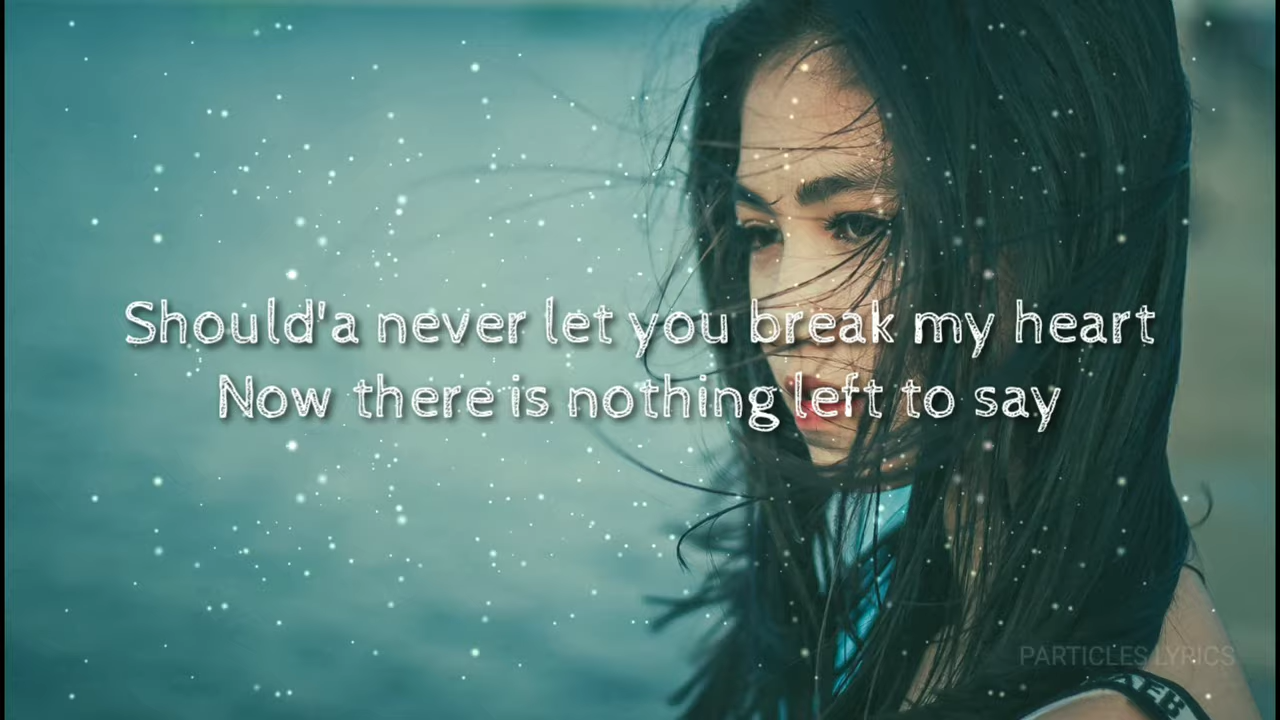 Should'a never let you break my heart
Now there is nothing left to say
PARTICLES LYRICS